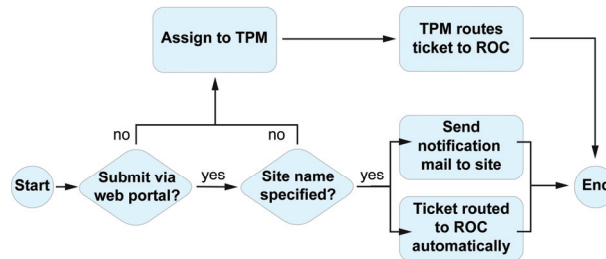 Assign to TPM
TPM routes
ticket to ROC
no
no
Start
Submit via
web portal?
yes
Site name
specified?
yes
Send
notification
mail to site
Ticket routed
to ROC
automatically
End